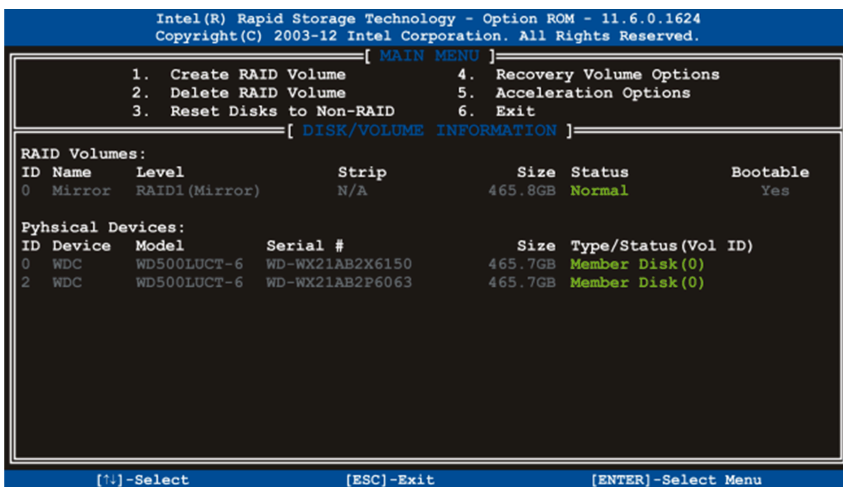 Intel(R) Rapid Storage Technology - Option ROM - 11.6.0.1624
Copyright(C) 2003-12 Intel Corporation. All Rights Reserved.
[ MAIN MENU ]
1. Create RAID Volume 4. Recovery Volume Options
2. Delete RAID Volume 5. Acceleration Options
3. Reset Disks to Non-RAID 6. Exit
[ DISK/VOLUME INFORMATION ]
RAID Volumes:
ID Name Level Strip Size Status Bootable
0 Mirror RAID1(Mirror) N/A 465.8GB Normal Yes
Pyhsical Devices:
ID Device Model Serial # Size Type/Status(Vol ID)
0 WDC WD500LUCT-6 WD-WX21AB2X6150 465.7GB Member Disk(0)
2 WDC WD500LUCT-6 WD-WX21AB2P6063 465.7GB Member Disk(0)
[↑↓]-Select [ESC]-Exit [ENTER]-Select Menu